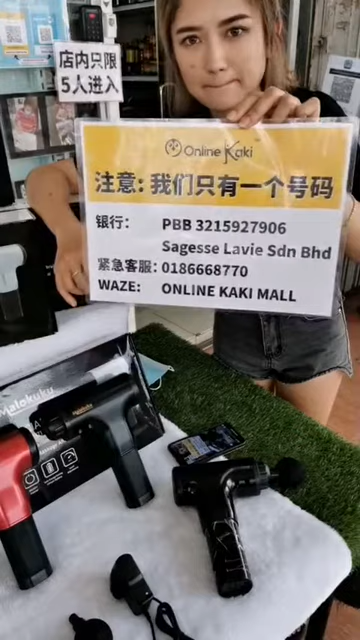 店内只限
5人进入
Online Kaki
注意: 我们只有一个号码
银行: PBB 3215927906
Sagesse Lavie Sdn Bhd
紧急客服: 0186668770
WAZE: ONLINE KAKI MALL
Malokuku